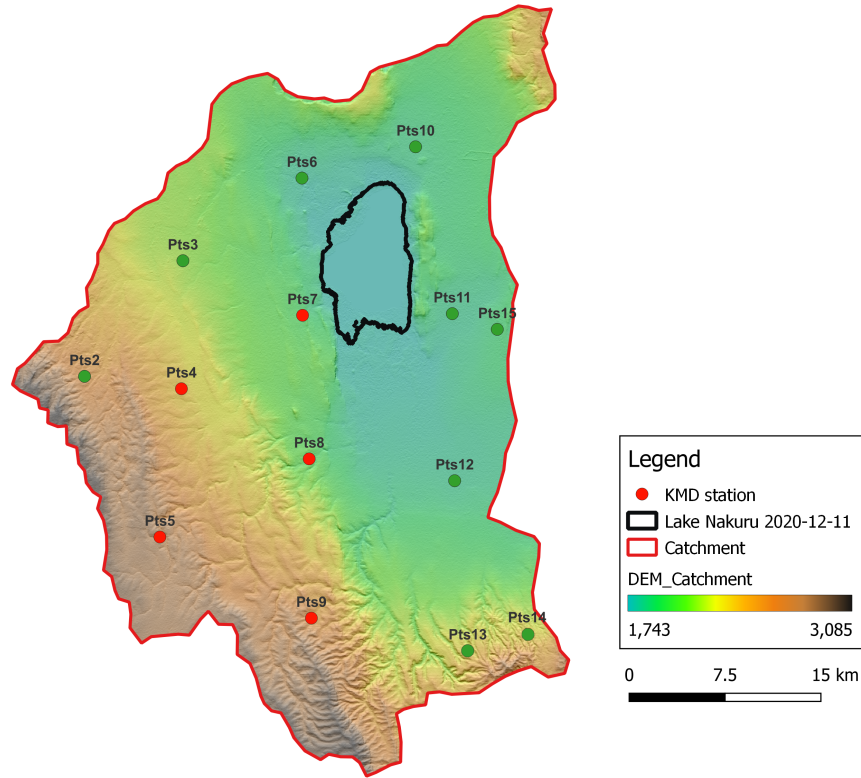 Pts10
Pts6
Pts3
Pts7
Pts11
Pts15
Pts2
Pts4
Pts8
Pts12
Pts5
Pts9
Pts14
Pts13
Legend
KMD station
Lake Nakuru 2020-12-11
Catchment
DEM_Catchment
1,743 3,085
0 7.5 15 km